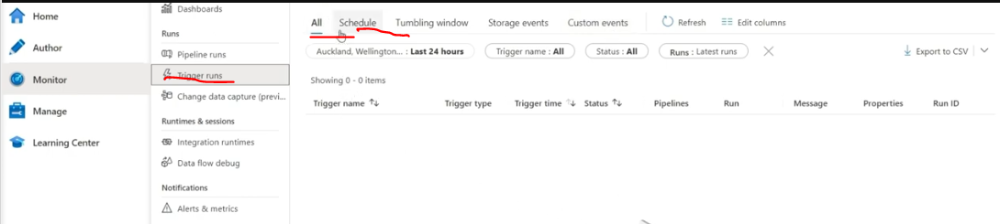 Home
Author
Monitor
Manage
Learning Center
Dashboards
Runs
Pipeline runs
Trigger runs
Change data capture (previ...
Runtimes & sessions
Integration runtimes
Data flow debug
Notifications
Alerts & metrics
All Schedule Tumbling window Storage events Custom events Refresh Edit columns
Auckland, Wellington... : Last 24 hours Trigger name : All Status : All Runs : Latest runs Export to CSV
Showing 0 - 0 items
Trigger name Trigger type Trigger time Status Pipelines Run Message Properties Run ID